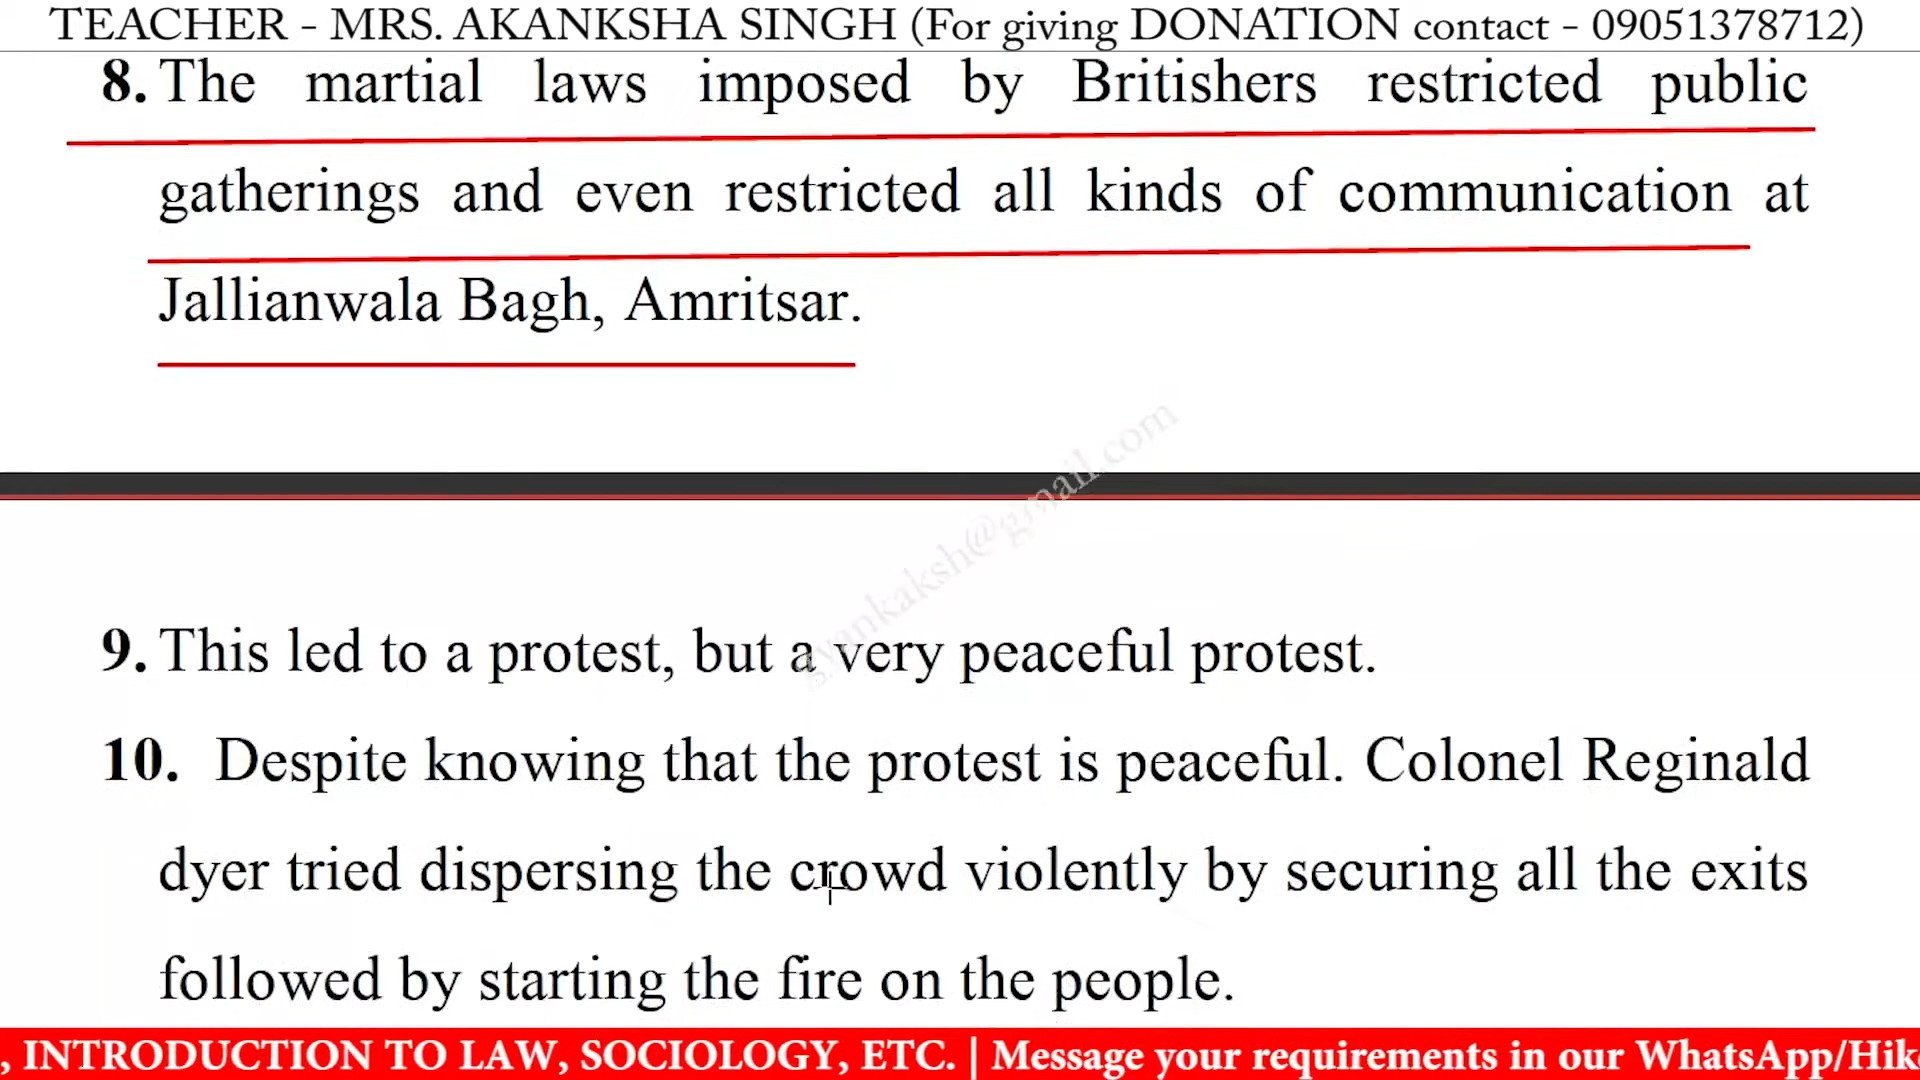 TEACHER - MRS. AKANKSHA SINGH (For giving DONATION contact - 09051378712)
8. The martial laws imposed by Britishers restricted public
gatherings and even restricted all kinds of communication at
Jallianwala Bagh, Amritsar.
gyankaksh@gmail.com
9. This led to a protest, but a very peaceful protest.
10. Despite knowing that the protest is peaceful. Colonel Reginald
dyer tried dispersing the crowd violently by securing all the exits
followed by starting the fire on the people.
, INTRODUCTION TO LAW, SOCIOLOGY, ETC. | Message your requirements in our WhatsApp/Hik